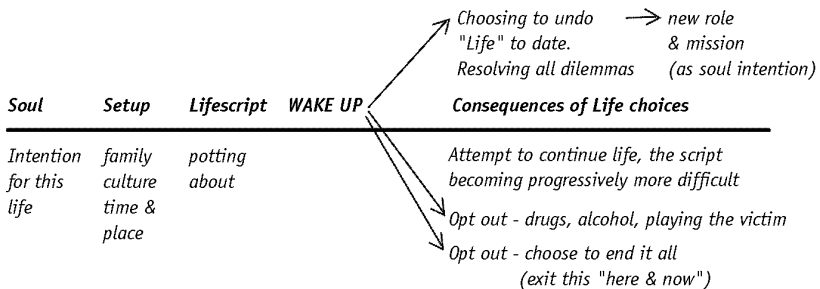 Choosing to undo new role
"Life" to date. & mission
Resolving all dilemmas (as soul intention)
Soul Setup Lifescript WAKE UP Consequences of Life choices
Intention family potting Attempt to continue life, the script
for this culture about becoming progressively more difficult
life time &
place
Opt out - drugs, alcohol, playing the victim
Opt out - choose to end it all
(exit this "here & now")